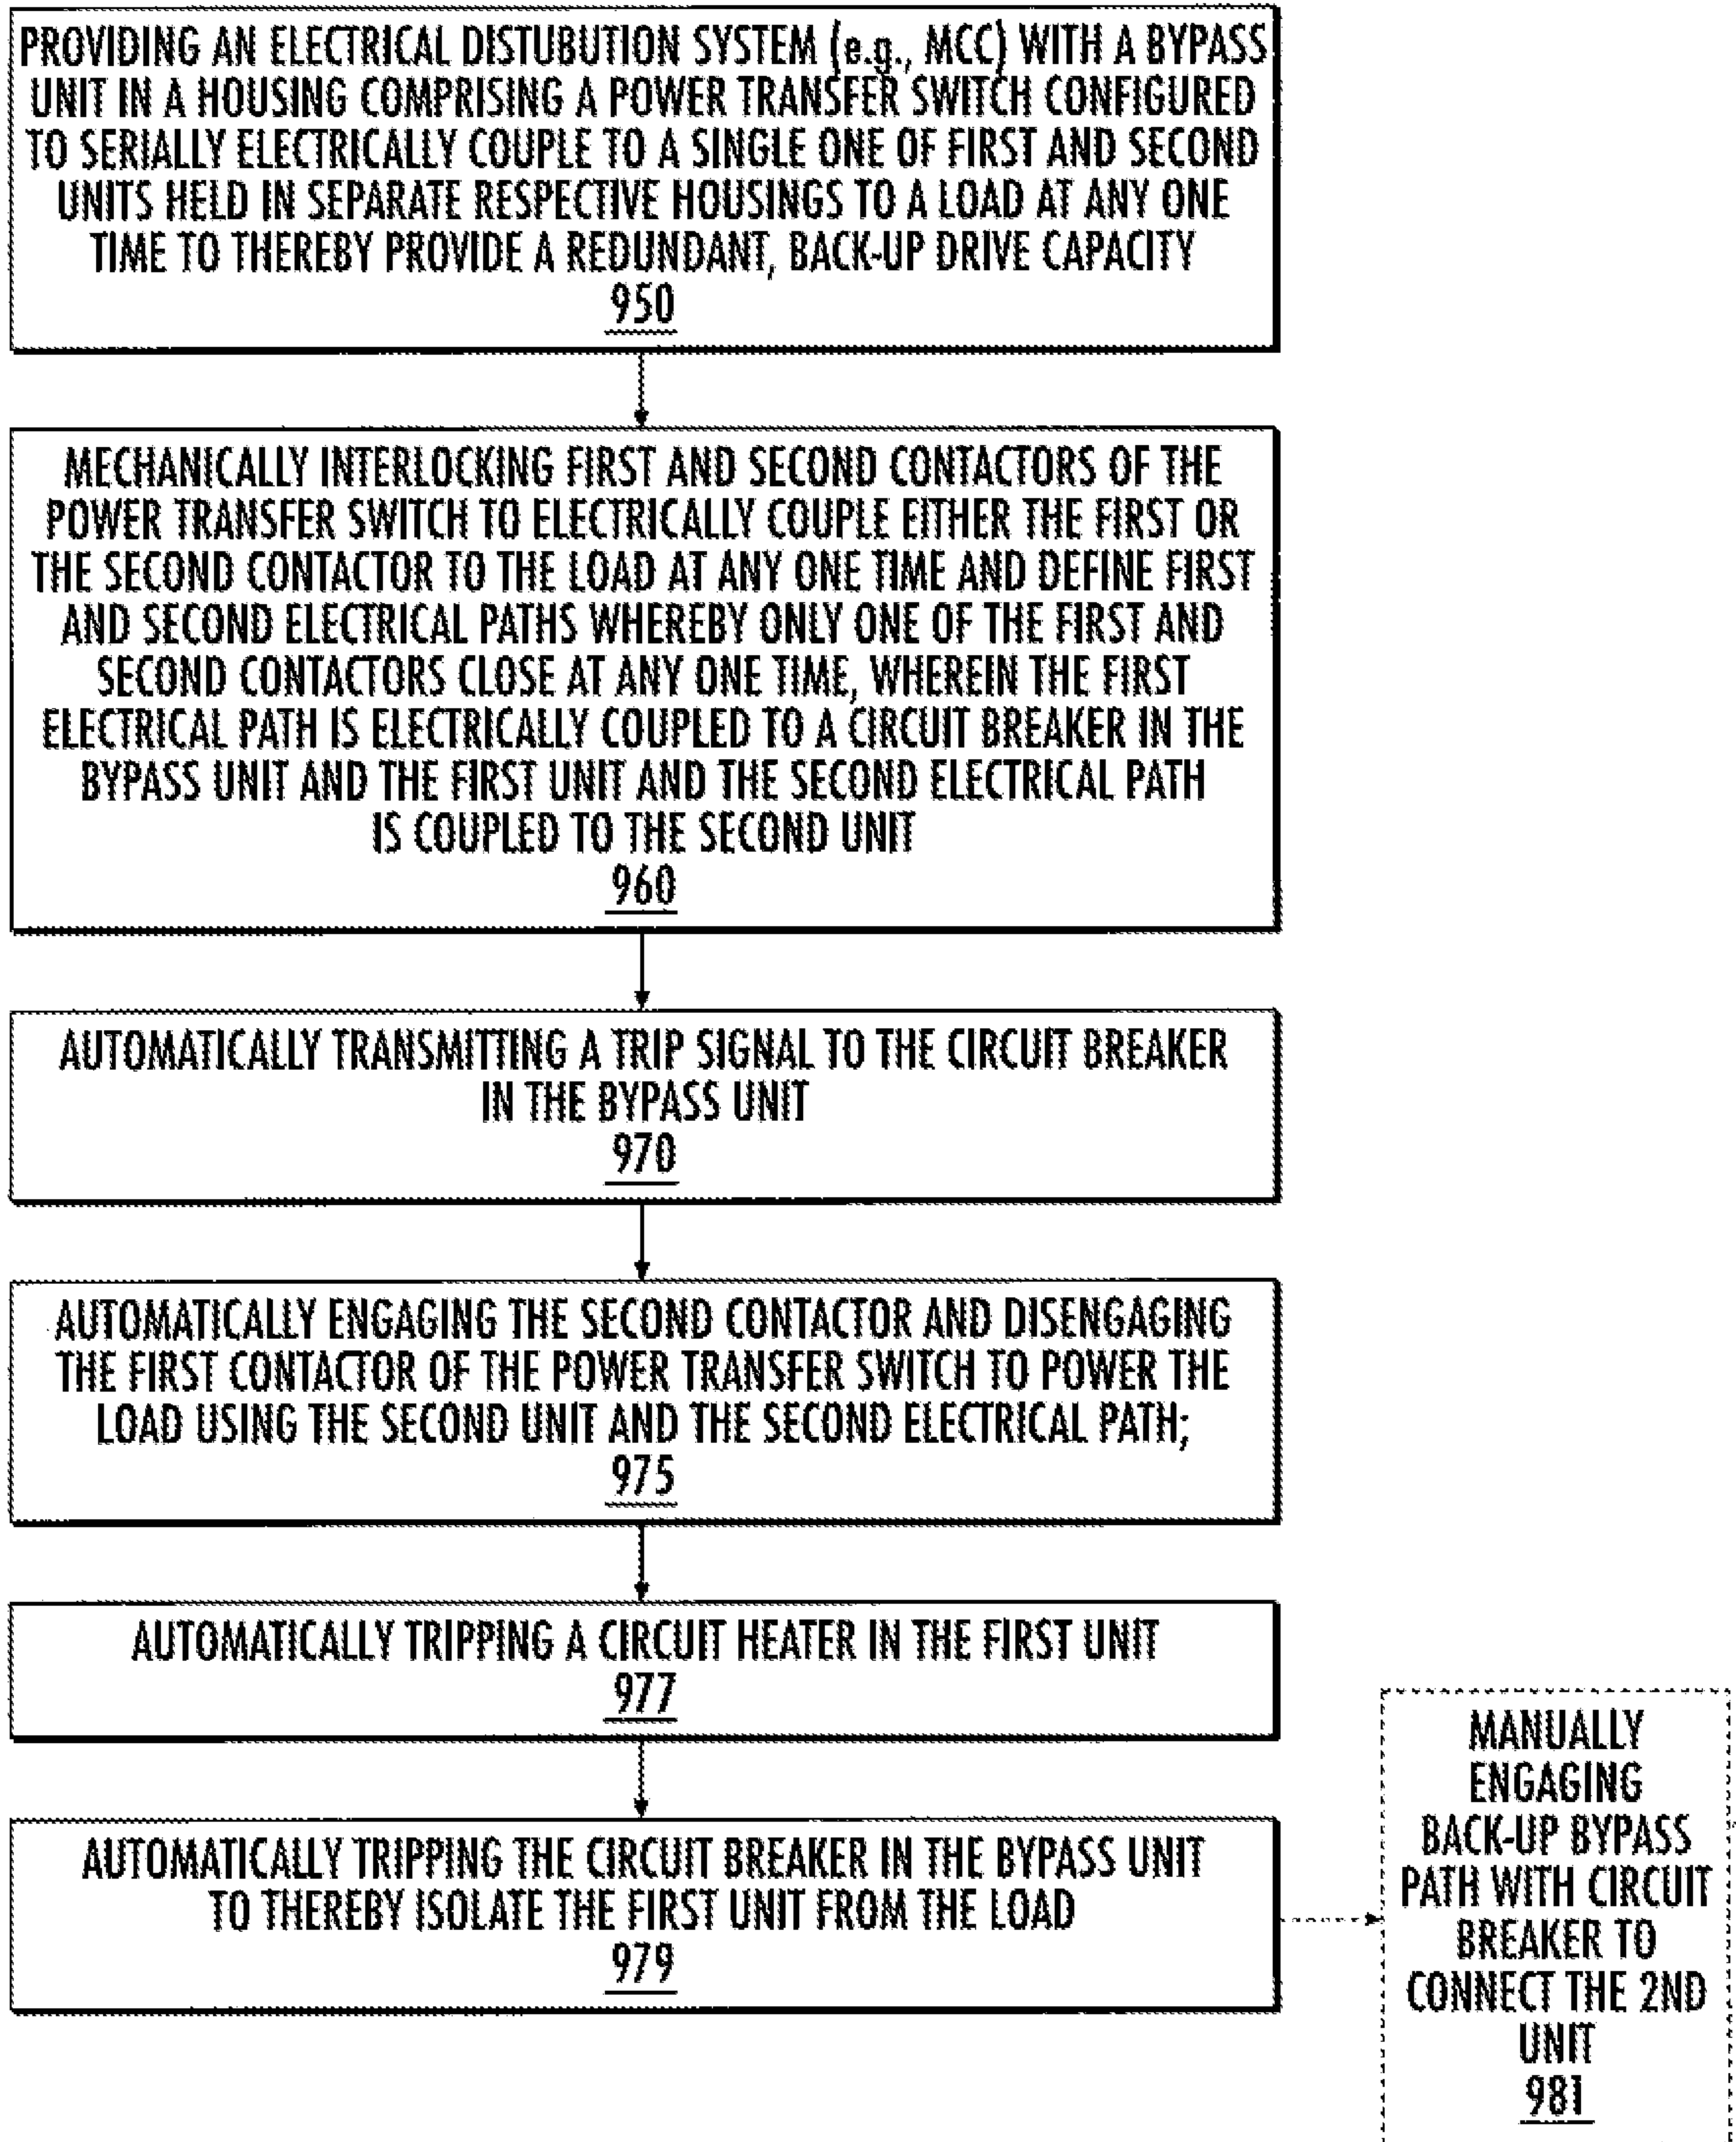 PROVIDING AN ELECTRICAL DISTUBUTION SYSTEM (e.g., MCC) WITH A BYPASS
UNIT IN A HOUSING COMPRISING A POWER TRANSFER SWITCH CONFIGURED
TO SERIALLY ELECTRICALLY COUPLE TO A SINGLE ONE OF FIRST AND SECOND
UNITS HELD IN SEPARATE RESPECTIVE HOUSINGS TO A LOAD AT ANY ONE
TIME TO THEREBY PROVIDE A REDUNDANT, BACK-UP DRIVE CAPACITY
950
MECHANICALLY INTERLOCKING FIRST AND SECOND CONTACTORS OF THE
POWER TRANSFER SWITCH TO ELECTRICALLY COUPLE EITHER THE FIRST OR
THE SECOND CONTACTOR TO THE LOAD AT ANY ONE TIME AND DEFINE FIRST
AND SECOND ELECTRICAL PATHS WHEREBY ONLY ONE OF THE FIRST AND
SECOND CONTACTORS CLOSE AT ANY ONE TIME, WHEREIN THE FIRST
ELECTRICAL PATH IS ELECTRICALLY COUPLED TO A CIRCUIT BREAKER IN THE
BYPASS UNIT AND THE FIRST UNIT AND THE SECOND ELECTRICAL PATH
IS COUPLED TO THE SECOND UNIT
960
AUTOMATICALLY TRANSMITTING A TRIP SIGNAL TO THE CIRCUIT BREAKER
IN THE BYPASS UNIT
970
AUTOMATICALLY ENGAGING THE SECOND CONTACTOR AND DISENGAGING
THE FIRST CONTACTOR OF THE POWER TRANSFER SWITCH TO POWER THE
LOAD USING THE SECOND UNIT AND THE SECOND ELECTRICAL PATH;
975
AUTOMATICALLY TRIPPING A CIRCUIT HEATER IN THE FIRST UNIT
977
AUTOMATICALLY TRIPPING THE CIRCUIT BREAKER IN THE BYPASS UNIT
TO THEREBY ISOLATE THE FIRST UNIT FROM THE LOAD
979
MANUALLY
ENGAGING
BACK-UP BYPASS
PATH WITH CIRCUIT
BREAKER TO
CONNECT THE 2ND
UNIT
981